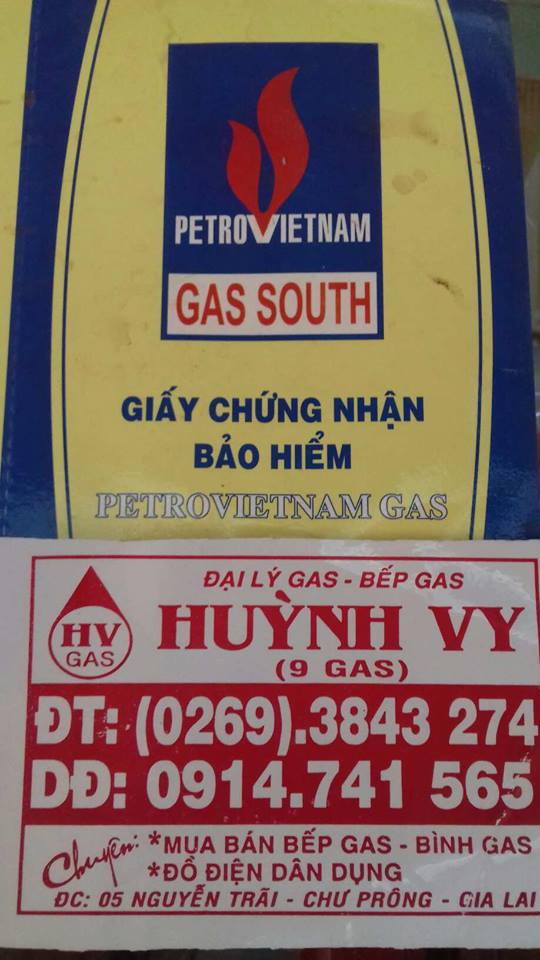 PETROVIETNAM
GAS SOUTH
GIẤY CHỨNG NHẬN
BẢO HIỂM
PETROVIETNAM GAS
ĐẠI LÝ GAS - BẾP GAS
HV
GAS
HUỲNH VY
(9 GAS)
ĐT: (0269).3843 274
DĐ: 0914.741 565
Chuyên: *MUA BÁN BẾP GAS - BÌNH GAS
*ĐỒ ĐIỆN DÂN DỤNG
ĐC: 05 NGUYỄN TRÃI - CHƯ PRÔNG - GIA LAI